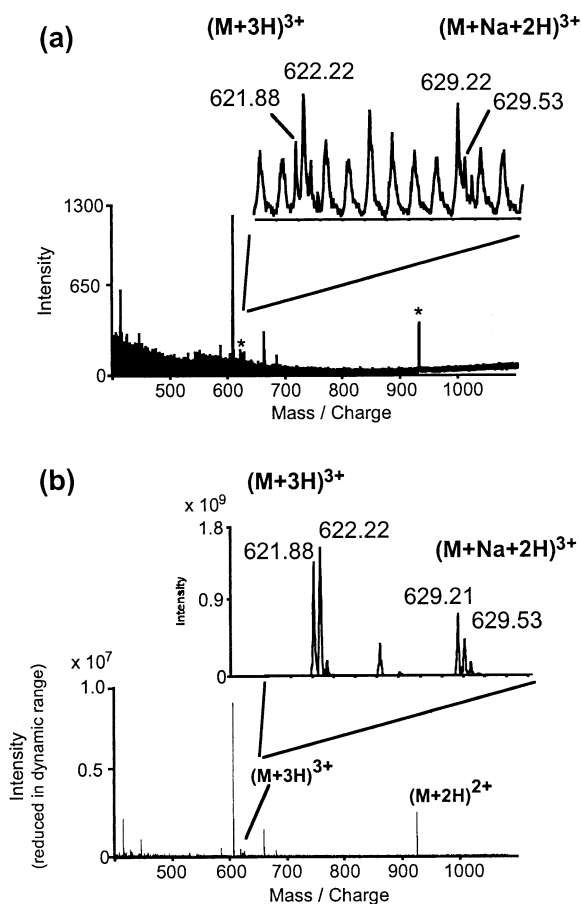 (a)
(M+3H)3+ (M+Na+2H)3+
622.22 629.22
621.88 629.53
1300
650
0
Intensity
* *
500 600 700 800 900 1000
Mass / Charge
(b)
(M+3H)3+
x 10^9
1.8
622.22
621.88
(M+Na+2H)3+
Intensity
0.9
629.21
629.53
0
x 10^7
1.0
0.5
0
Intensity
(reduced in dynamic range)
(M+3H)3+
(M+2H)2+
500 600 700 800 900 1000
Mass / Charge